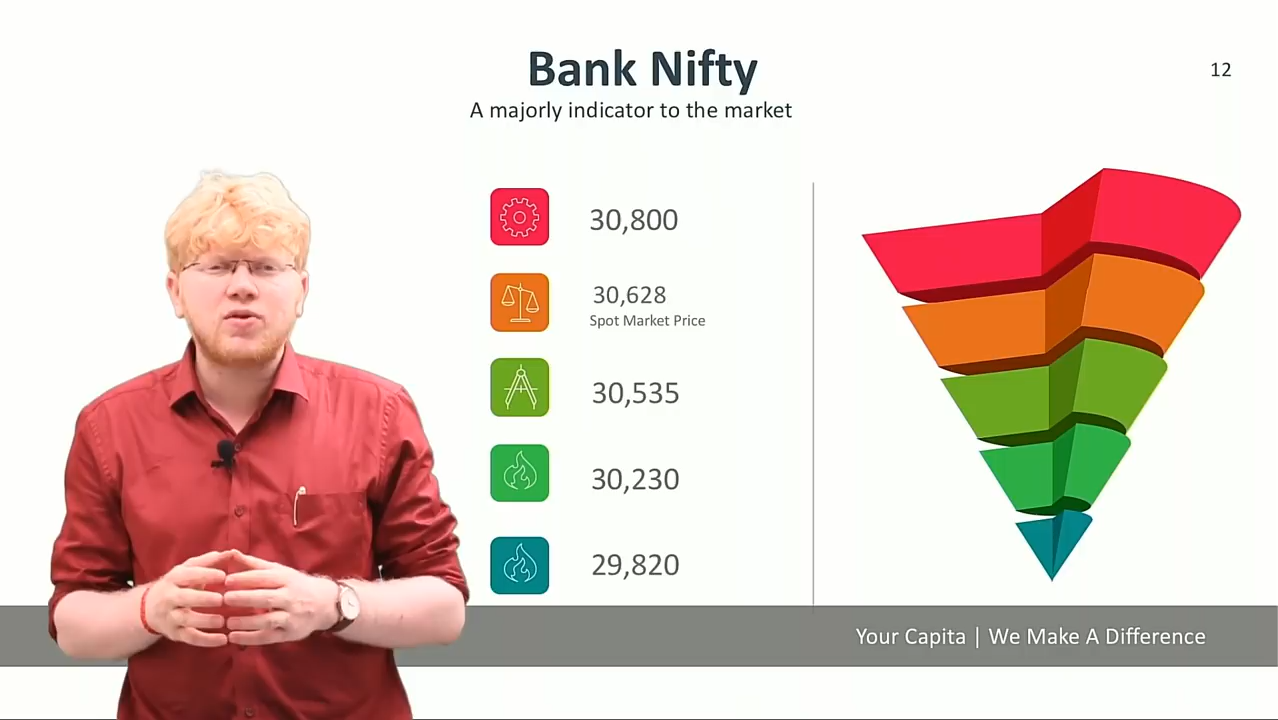 Bank Nifty
A majorly indicator to the market
12
30,800
30,628
Spot Market Price
30,535
30,230
29,820
Your Capita | We Make A Difference